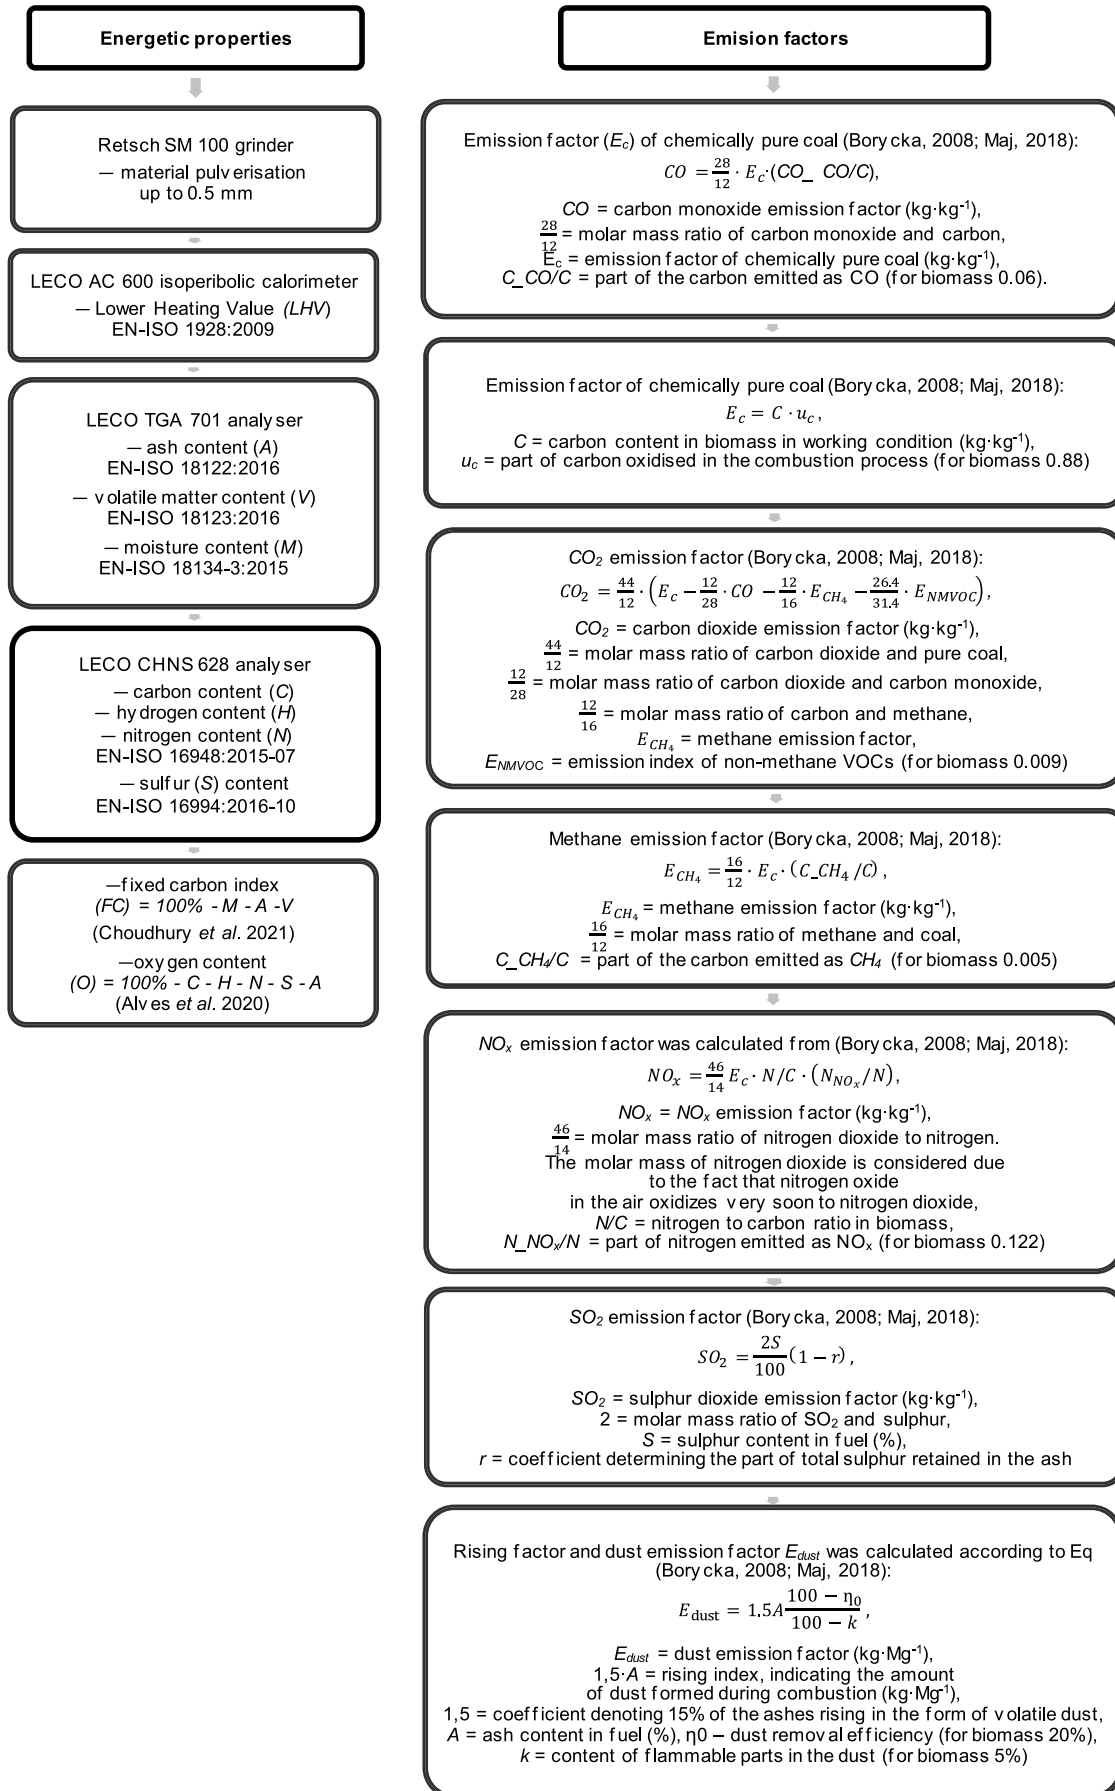 Energetic properties
Retsch SM 100 grinder
— material pulverisation
up to 0.5 mm
LECO AC 600 isoperibolic calorimeter
— Lower Heating Value (LHV)
EN-ISO 1928:2009
LECO TGA 701 analyser
— ash content (A)
EN-ISO 18122:2016
— volatile matter content (V)
EN-ISO 18123:2016
— moisture content (M)
EN-ISO 18134-3:2015
LECO CHNS 628 analyser
— carbon content (C)
— hydrogen content (H)
— nitrogen content (N)
EN-ISO 16948:2015-07
— sulfur (S) content
EN-ISO 16994:2016-10
—fixed carbon index
(FC) = 100% - M - A -V
(Choudhury et al. 2021)
—oxygen content
(O) = 100% - C - H - N - S - A
(Alves et al. 2020)
Emision factors
Emission factor (E_c) of chemically pure coal (Borycka, 2008; Maj, 2018):
CO = 28/12 · E_c·(CO_ CO/C),
CO = carbon monoxide emission factor (kg·kg⁻¹),
28/12 = molar mass ratio of carbon monoxide and carbon,
E_c = emission factor of chemically pure coal (kg·kg⁻¹),
C_CO/C = part of the carbon emitted as CO (for biomass 0.06).
Emission factor of chemically pure coal (Borycka, 2008; Maj, 2018):
E_c = C · u_c,
C = carbon content in biomass in working condition (kg·kg⁻¹),
u_c = part of carbon oxidised in the combustion process (for biomass 0.88)
CO₂ emission factor (Borycka, 2008; Maj, 2018):
CO₂ = 44/12 · (E_c − 12/28 · CO − 12/16 · E_CH₄ − 26.4/31.4 · E_NMVOC),
CO₂ = carbon dioxide emission factor (kg·kg⁻¹),
44/12 = molar mass ratio of carbon dioxide and pure coal,
12/28 = molar mass ratio of carbon dioxide and carbon monoxide,
12/16 = molar mass ratio of carbon and methane,
E_CH₄ = methane emission factor,
E_NMVOC = emission index of non-methane VOCs (for biomass 0.009)
Methane emission factor (Borycka, 2008; Maj, 2018):
E_CH₄ = 16/12 · E_c · (C_CH₄/C),
E_CH₄ = methane emission factor (kg·kg⁻¹),
16/12 = molar mass ratio of methane and coal,
C_CH₄/C = part of the carbon emitted as CH₄ (for biomass 0.005)
NOₓ emission factor was calculated from (Borycka, 2008; Maj, 2018):
NOₓ = 46/14 E_c · N/C · (N_NOₓ/N),
NOₓ = NOₓ emission factor (kg·kg⁻¹),
46/14 = molar mass ratio of nitrogen dioxide to nitrogen.
The molar mass of nitrogen dioxide is considered due
to the fact that nitrogen oxide
in the air oxidizes very soon to nitrogen dioxide,
N/C = nitrogen to carbon ratio in biomass,
N_NOₓ/N = part of nitrogen emitted as NOₓ (for biomass 0.122)
SO₂ emission factor (Borycka, 2008; Maj, 2018):
SO₂ = 2S/100 (1 − r),
SO₂ = sulphur dioxide emission factor (kg·kg⁻¹),
2 = molar mass ratio of SO₂ and sulphur,
S = sulphur content in fuel (%),
r = coefficient determining the part of total sulphur retained in the ash
Rising factor and dust emission factor E_dust was calculated according to Eq
(Borycka, 2008; Maj, 2018):
E_dust = 1.5A (100 − η₀)/(100 − k),
E_dust = dust emission factor (kg·Mg⁻¹),
1,5·A = rising index, indicating the amount
of dust formed during combustion (kg·Mg⁻¹),
1,5 = coefficient denoting 15% of the ashes rising in the form of volatile dust,
A = ash content in fuel (%), η0 – dust removal efficiency (for biomass 20%),
k = content of flammable parts in the dust (for biomass 5%)